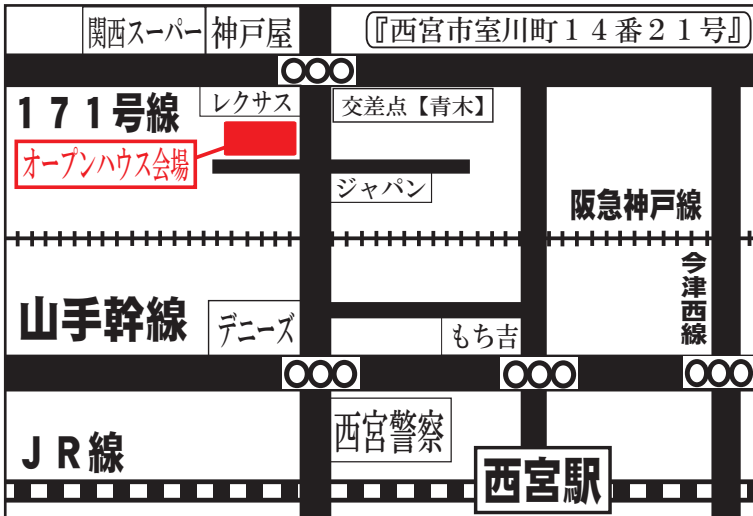 関西スーパー
神戸屋
『西宮市室川町１４番２１号』
１７１号線
レクサス
交差点【青木】
オープンハウス会場
ジャパン
阪急神戸線
今津西線
山手幹線
デニーズ
もち吉
西宮警察
ＪＲ線
西宮駅